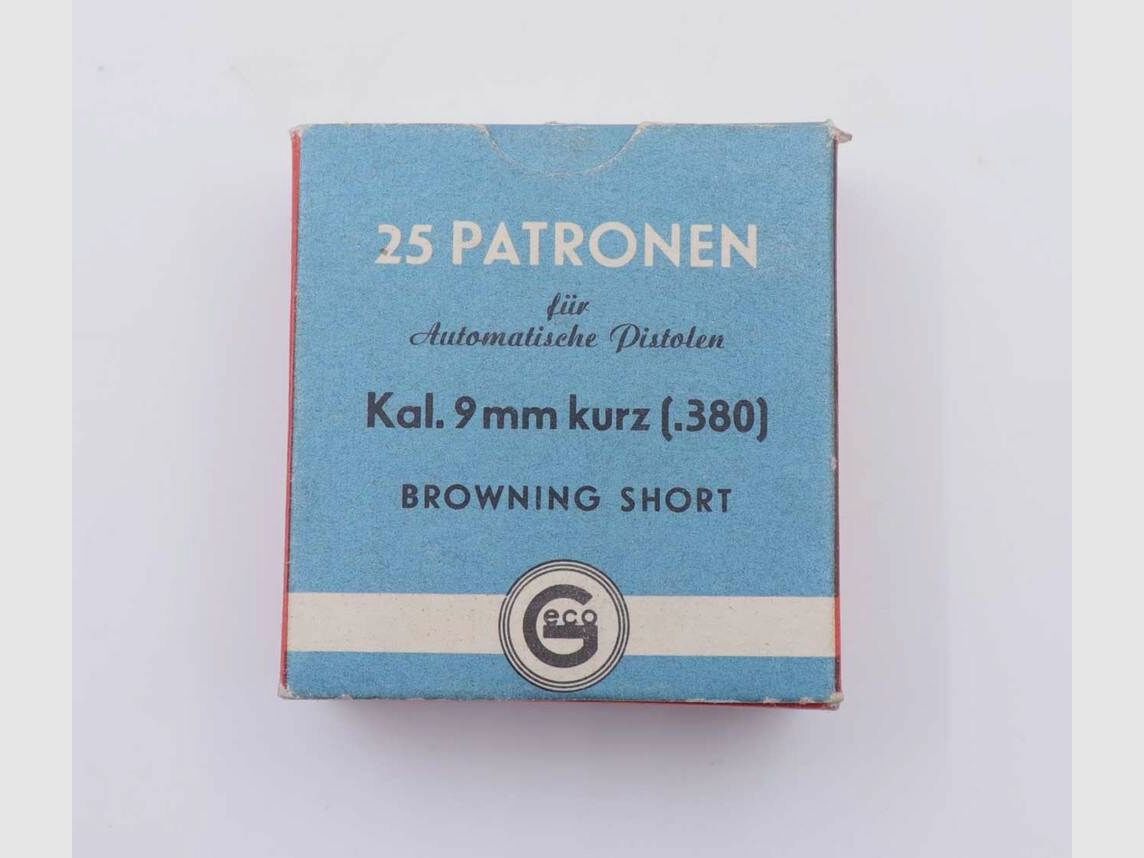 25 PATRONEN
für
Automatische Pistolen
Kal. 9mm kurz (.380)
BROWNING SHORT
Geco